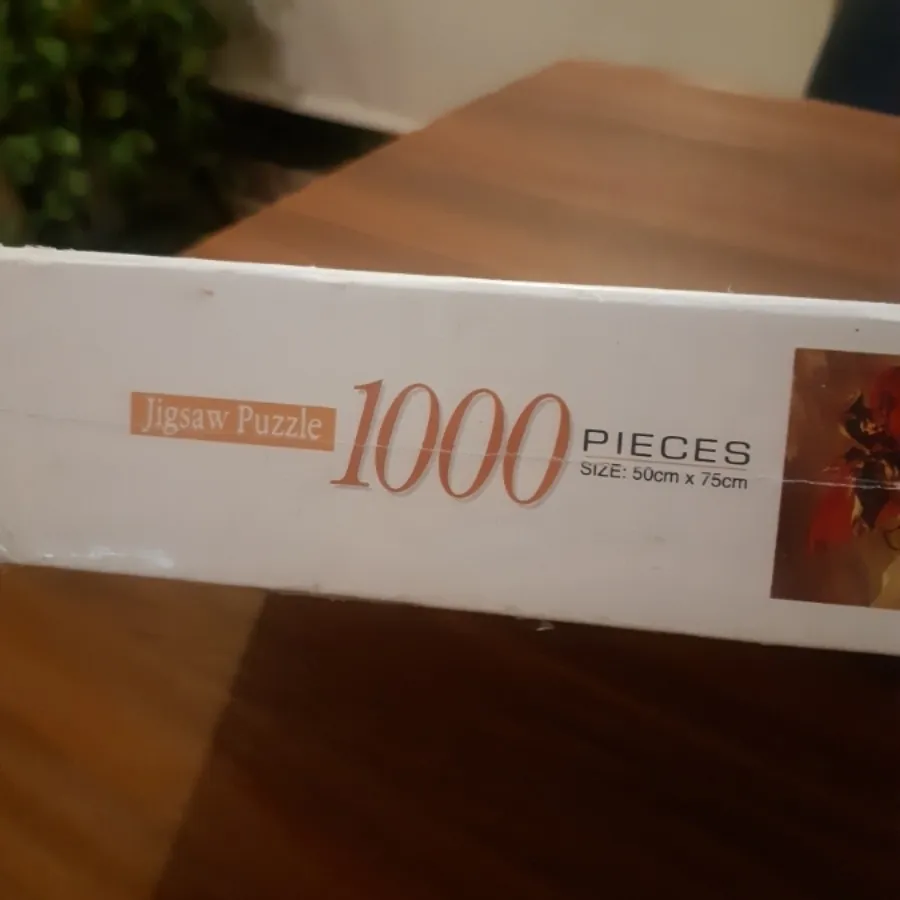 Jigsaw Puzzle 1000 PIECES
SIZE: 50cm x 75cm